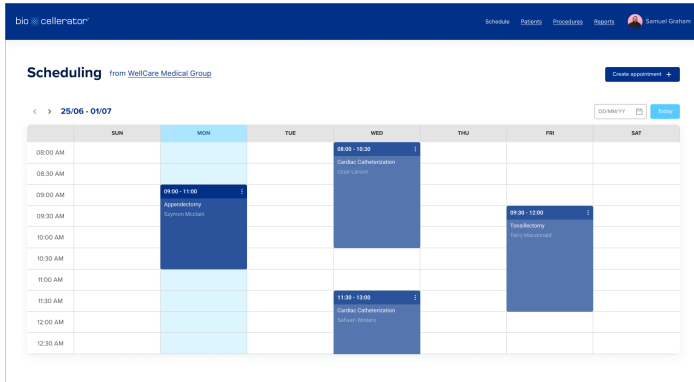 bio cellerator
Schedule Patients Procedures Reports Samuel Graham
Scheduling from WellCare Medical Group
Create appointment +
< > 25/06 - 01/07
DD/MM/YY Today
SUN MON TUE WED THU FRI SAT
08:00 AM
08:30 AM
09:00 AM
09:30 AM
10:00 AM
10:30 AM
11:00 AM
11:30 AM
12:00 AM
12:30 AM
09:00 - 11:00
Appendectomy
Szymon Mcclain
08:00 - 10:30
Cardiac Catheterization
Uzair Larson
11:30 - 13:00
Cardiac Catheterization
Safwan Winters
09:30 - 12:00
Tonsillectomy
Terry Macdonald